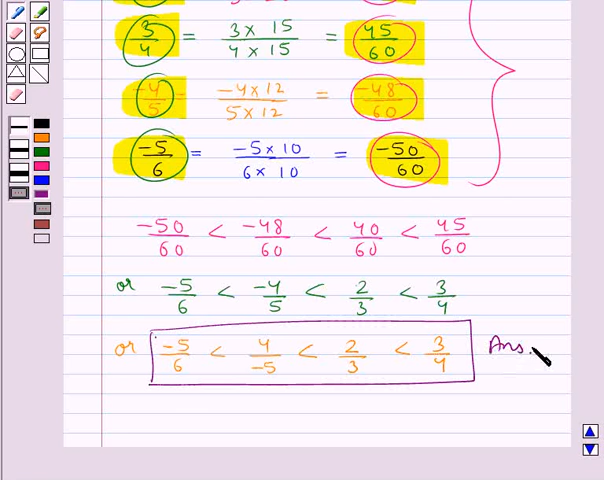 3/4 = 3 × 15 / 4 × 15 = 45/60
-4/5 = -4 × 12 / 5 × 12 = -48/60
-5/6 = -5 × 10 / 6 × 10 = -50/60
-50/60 < -48/60 < 40/60 < 45/60
or -5/6 < -4/5 < 2/3 < 3/4
or -5/6 < 4/-5 < 2/3 < 3/4 Ans.